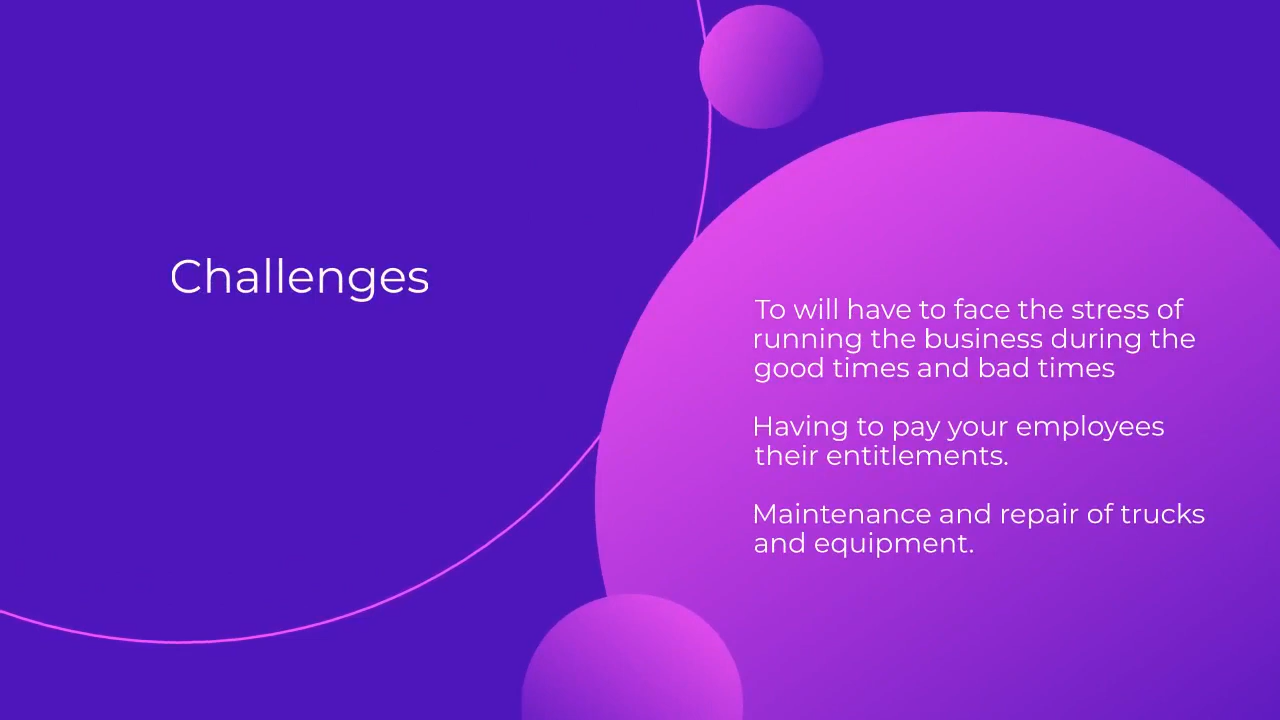 Challenges
To will have to face the stress of
running the business during the
good times and bad times
Having to pay your employees
their entitlements.
Maintenance and repair of trucks
and equipment.